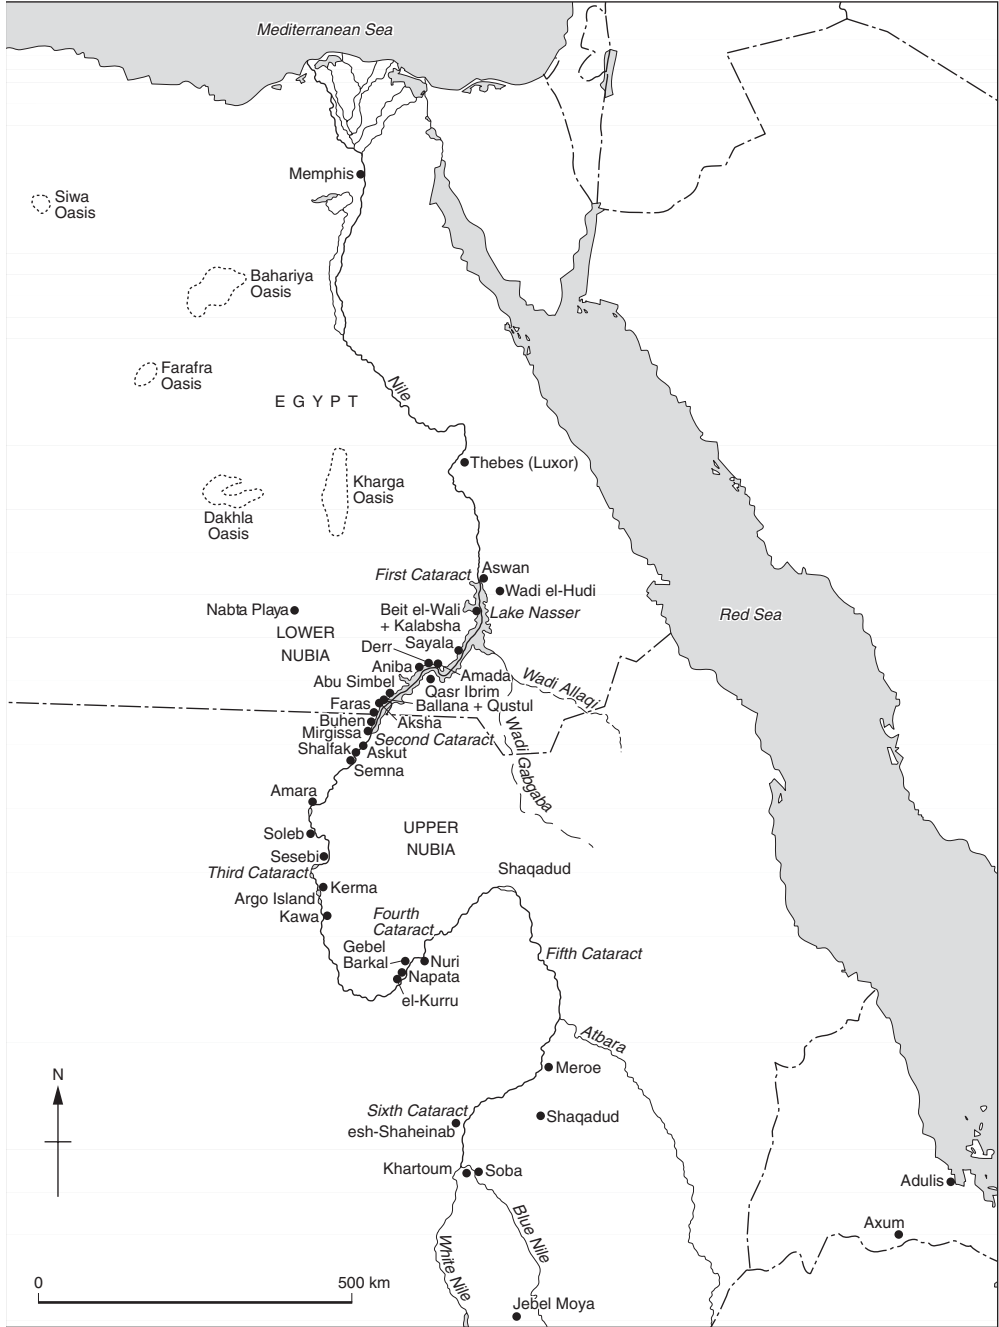 Mediterranean Sea
Memphis
Siwa
Oasis
Bahariya
Oasis
Farafra
Oasis
Nile
EGYPT
Thebes (Luxor)
Kharga
Oasis
Dakhla
Oasis
Aswan
First Cataract
Wadi el-Hudi
Nabta Playa
Beit el-Wali
+ Kalabsha
Lake Nasser
Red Sea
LOWER
NUBIA
Sayala
Derr
Aniba
Amada
Abu Simbel
Qasr Ibrim
Wadi Allaqi
Faras
Ballana + Qustul
Buhen
Aksha
Mirgissa
Second Cataract
Shalfak
Askut
Semna
Wadi Gabgaba
Amara
Soleb
UPPER
NUBIA
Sesebi
Third Cataract
Shaqadud
Kerma
Argo Island
Kawa
Fourth
Cataract
Gebel
Barkal
Nuri
Fifth Cataract
Napata
el-Kurru
Atbara
Meroe
N
Sixth Cataract
esh-Shaheinab
Shaqadud
Khartoum
Soba
Adulis
Axum
Blue Nile
White Nile
0
500 km
Jebel Moya